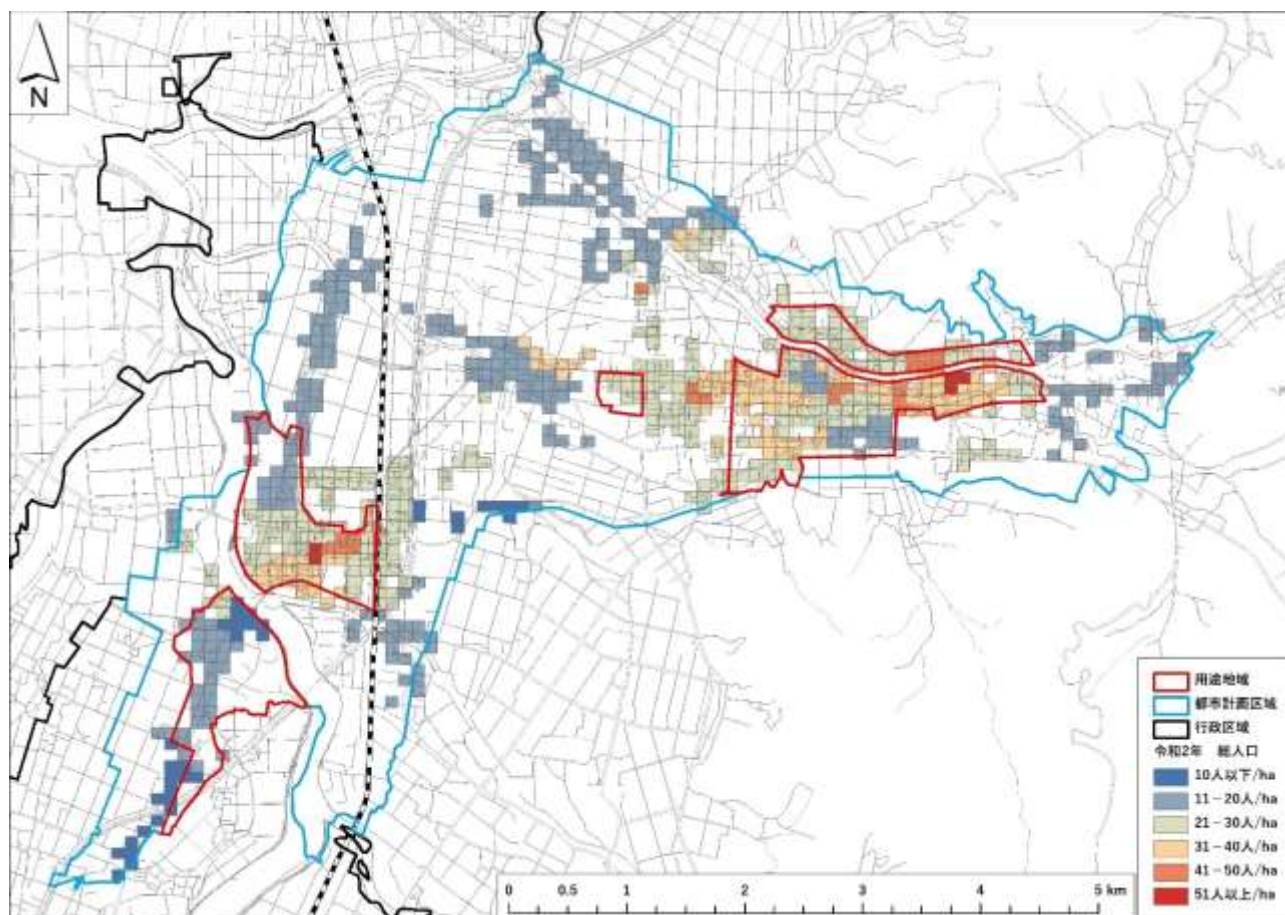 N
用途地域
都市計画区域
行政区域
令和2年 総人口
10人以下/ha
11－20人/ha
21－30人/ha
31－40人/ha
41－50人/ha
51人以上/ha
0 0.5 1 2 3 4 5 km